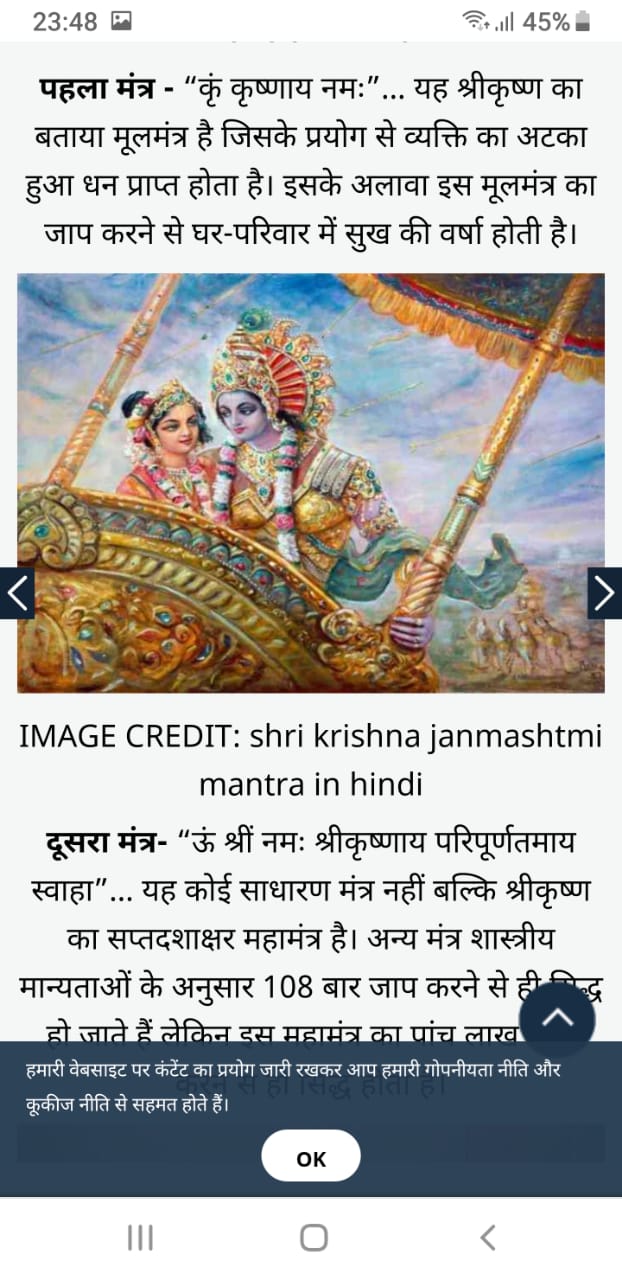 23:48
45%
पहला मंत्र - “कृं कृष्णाय नमः”... यह श्रीकृष्ण का
बताया मूलमंत्र है जिसके प्रयोग से व्यक्ति का अटका
हुआ धन प्राप्त होता है। इसके अलावा इस मूलमंत्र का
जाप करने से घर-परिवार में सुख की वर्षा होती है।
IMAGE CREDIT: shri krishna janmashtmi
mantra in hindi
दूसरा मंत्र- “ऊं श्रीं नमः श्रीकृष्णाय परिपूर्णतमाय
स्वाहा”... यह कोई साधारण मंत्र नहीं बल्कि श्रीकृष्ण
का सप्तदशाक्षर महामंत्र है। अन्य मंत्र शास्त्रीय
मान्यताओं के अनुसार 108 बार जाप करने से ही सिद्ध
हो जाते हैं लेकिन इस महामंत्र का पांच लाख
करने से ही सिद्ध होता है।
हमारी वेबसाइट पर कंटेंट का प्रयोग जारी रखकर आप हमारी गोपनीयता नीति और
कूकीज नीति से सहमत होते हैं।
OK